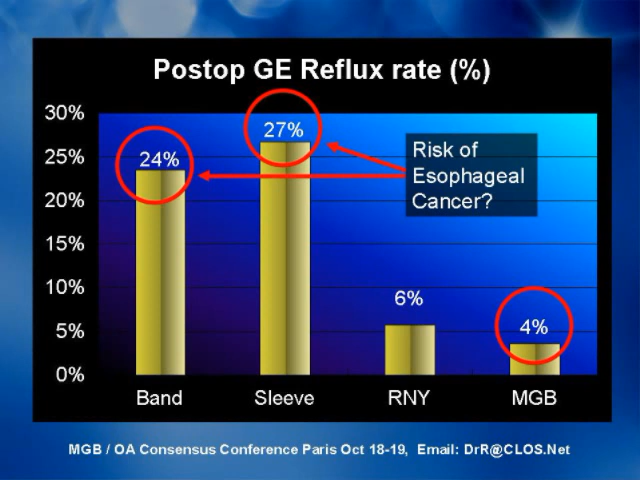 Postop GE Reflux rate (%)
30%
25%
20%
15%
10%
5%
0%
24%
27%
6%
4%
Risk of
Esophageal
Cancer?
Band Sleeve RNY MGB
MGB / OA Consensus Conference Paris Oct 18-19, Email: DrR@CLOS.Net